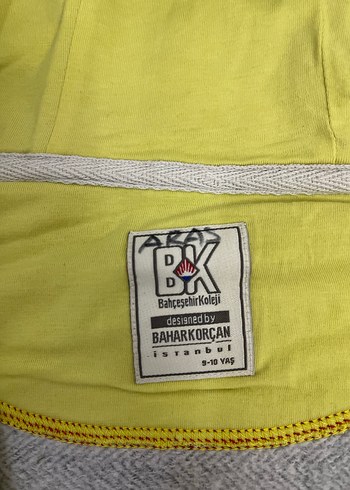 ARAS
BK
BahçeşehirKoleji
designed by
BAHARKORÇAN
istanbul
9-10 YAŞ